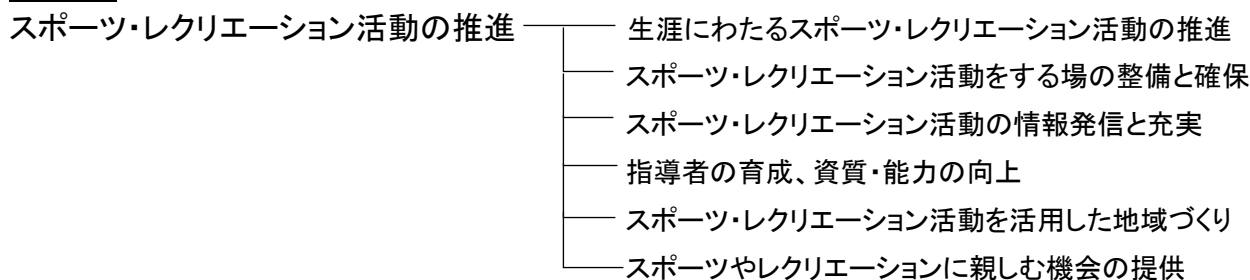 スポーツ・レクリエーション活動の推進
生涯にわたるスポーツ・レクリエーション活動の推進
スポーツ・レクリエーション活動をする場の整備と確保
スポーツ・レクリエーション活動の情報発信と充実
指導者の育成、資質・能力の向上
スポーツ・レクリエーション活動を活用した地域づくり
スポーツやレクリエーションに親しむ機会の提供